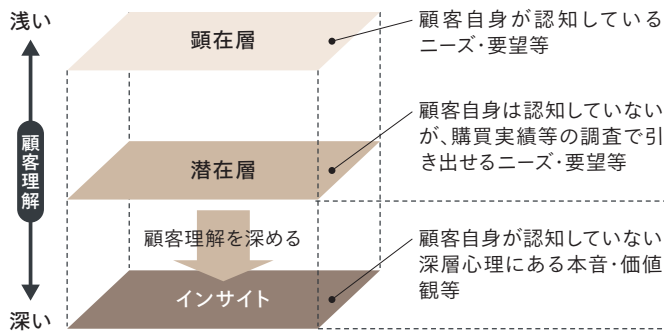 浅い
顧客理解
深い
顕在層
顧客自身が認知している
ニーズ・要望等
潜在層
顧客自身は認知していない
が、購買実績等の調査で引
き出せるニーズ・要望等
顧客理解を深める
インサイト
顧客自身が認知していない
深層心理にある本音・価値
観等